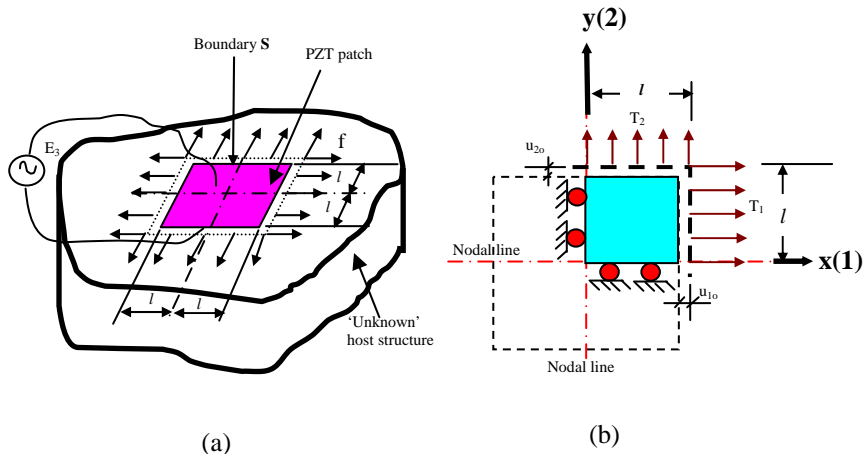 Boundary S
PZT patch
E3
f
l
l
l
l
'Unknown'
host structure
(a)
y(2)
l
T2
u2o
T1
l
Nodal line
x(1)
u1o
Nodal line
(b)